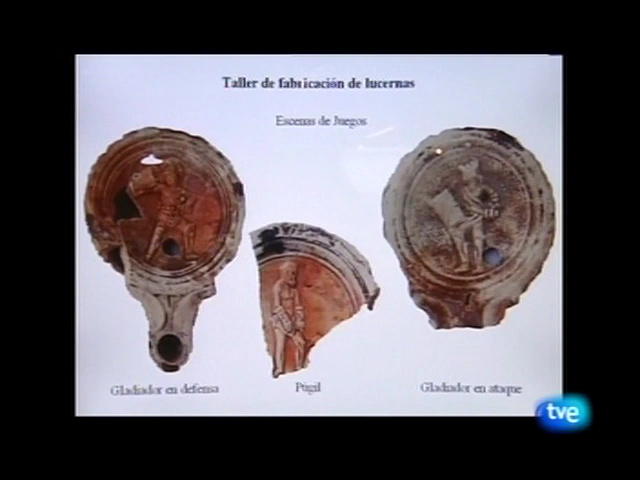 Taller de fabricación de lucernas
Escenas de Juegos
Gladiador en defensa
Púgil
Gladiador en ataque
tve